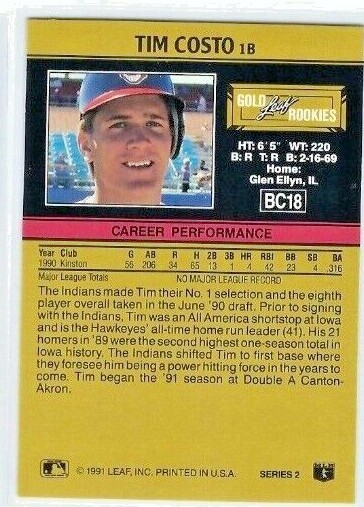 TIM COSTO 1B
GOLD Leaf ROOKIES
HT: 6'5" WT: 220
B: R T: R B: 2-16-69
Home:
Glen Ellyn, IL
BC18
CAREER PERFORMANCE
Year Club G AB R H 2B 3B HR RBI BB SB BA
1990 Kinston 56 206 34 65 13 1 4 42 23 4 .316
Major League Totals NO MAJOR LEAGUE RECORD
The Indians made Tim their No. 1 selection and the eighth
player overall taken in the June '90 draft. Prior to signing
with the Indians, Tim was an All America shortstop at Iowa
and is the Hawkeyes' all-time home run leader (41). His 21
homers in '89 were the second highest one-season total in
Iowa history. The Indians shifted Tim to first base where
they foresee him being a power hitting force in the years to
come. Tim began the '91 season at Double A Canton-
Akron.
© 1991 LEAF, INC. PRINTED IN U.S.A. SERIES 2